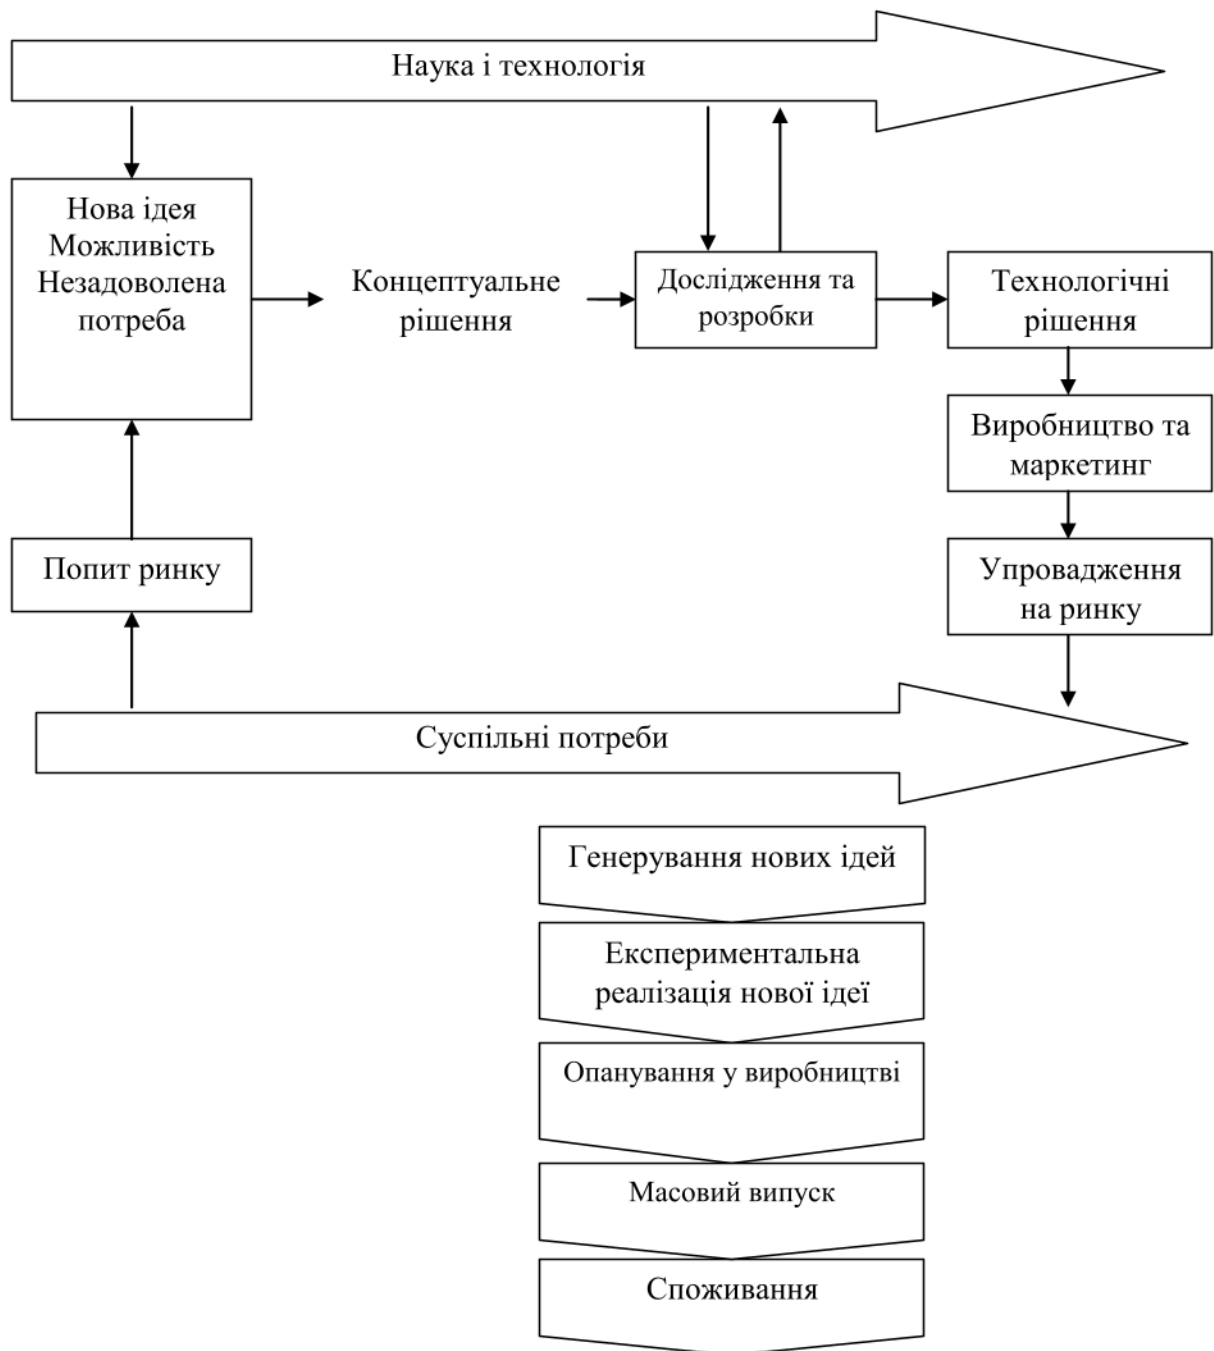 Наука і технологія
Нова ідея
Можливість
Незадоволена
потреба
Концептуальне
рішення
Дослідження та
розробки
Технологічні
рішення
Виробництво та
маркетинг
Попит ринку
Упровадження
на ринку
Суспільні потреби
Генерування нових ідей
Експериментальна
реалізація нової ідеї
Опанування у виробництві
Масовий випуск
Споживання